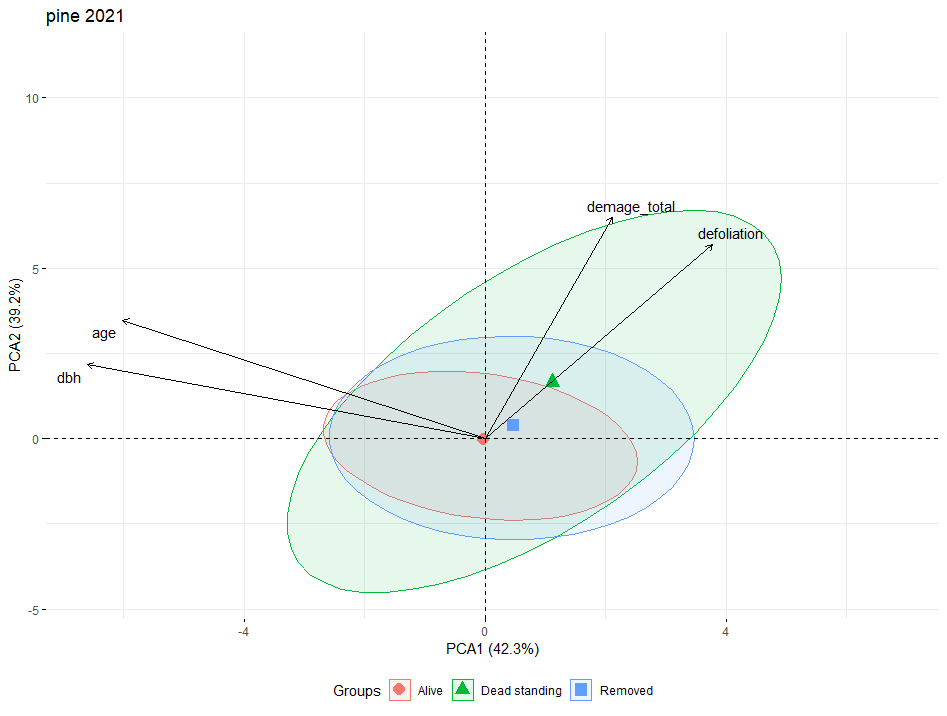 pine 2021
10
demage_total
defoliation
5
age
dbh
PCA2 (39.2%)
0
-5
-4 0 4
PCA1 (42.3%)
Groups Alive Dead standing Removed